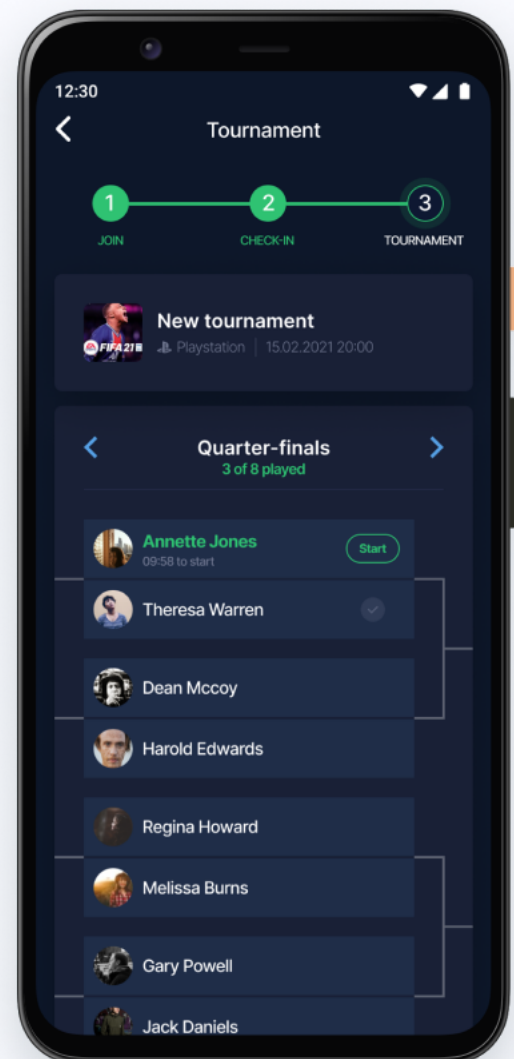 12:30
Tournament
1
2
3
JOIN
CHECK-IN
TOURNAMENT
New tournament
FIFA 21
Playstation | 15.02.2021 20:00
Quarter-finals
3 of 8 played
Annette Jones
09:58 to start
Start
Theresa Warren
Dean Mccoy
Harold Edwards
Regina Howard
Melissa Burns
Gary Powell
Jack Daniels